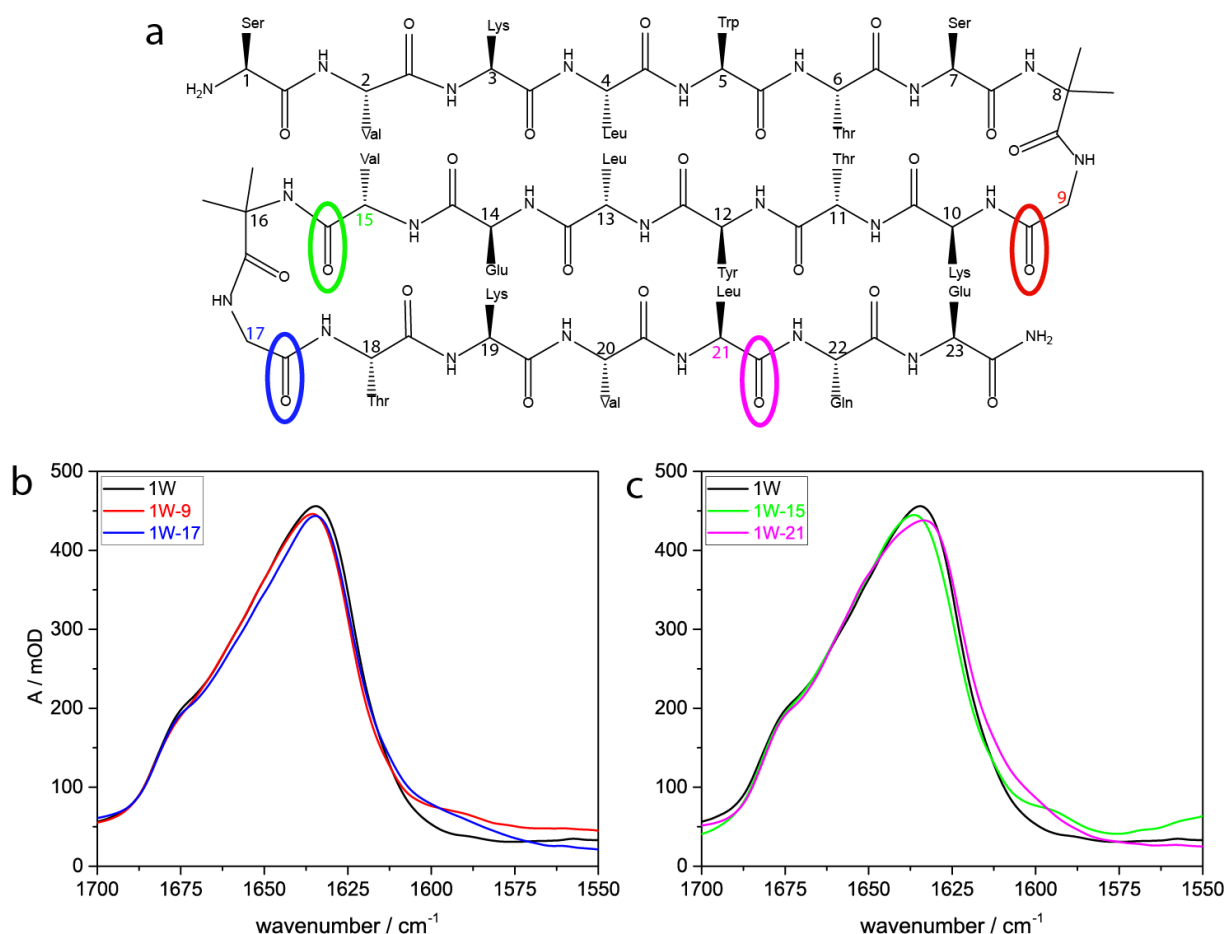 a
Ser Lys Trp Ser
O O O
H N H N H N H N
H2N 1 2 3 4 5 6 7 8
N H N H N H
O Val O Leu O Thr O
O NH
Val Leu Thr
H N O O O 9
16 15 N H 14 H N 13 N H 12 H N 11 N H 10 H N
O O Glu O Tyr O Lys O
O
H N Lys Leu Glu
O O O
17 H N H N H N NH2
18 19 20 21 22 23
N H N H N H
O Thr O Val O Gln O
b
500
400
300
200
100
0
A / mOD
1W
1W-9
1W-17
1700 1675 1650 1625 1600 1575 1550
wavenumber / cm-1
c
500
400
300
200
100
0
1W
1W-15
1W-21
1700 1675 1650 1625 1600 1575 1550
wavenumber / cm-1